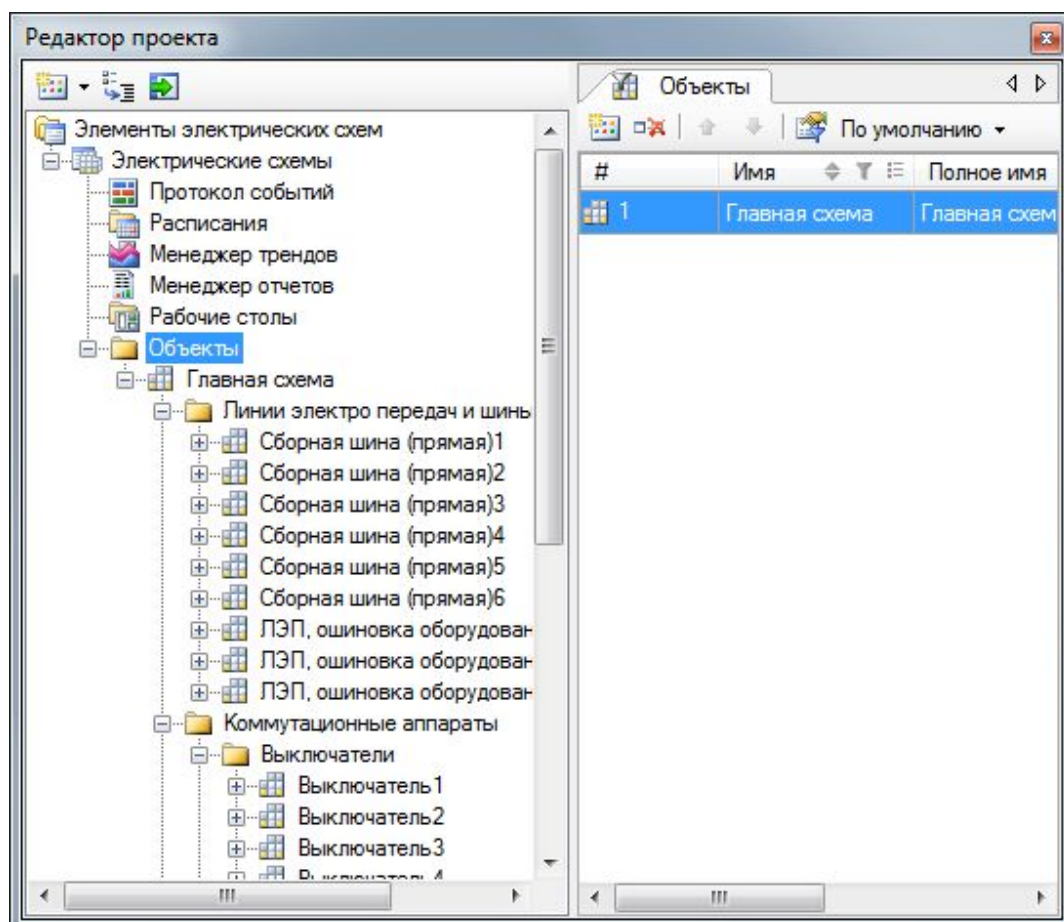 Редактор проекта
Элементы электрических схем
Электрические схемы
Протокол событий
Расписания
Менеджер трендов
Менеджер отчетов
Рабочие столы
Объекты
Главная схема
Линии электро передач и шины
Сборная шина (прямая)1
Сборная шина (прямая)2
Сборная шина (прямая)3
Сборная шина (прямая)4
Сборная шина (прямая)5
Сборная шина (прямая)6
ЛЭП, ошиновка оборудован
ЛЭП, ошиновка оборудован
ЛЭП, ошиновка оборудован
Коммутационные аппараты
Выключатели
Выключатель1
Выключатель2
Выключатель3
Выключатель4
Объекты
По умолчанию
# Имя Полное имя
1 Главная схема Главная схем